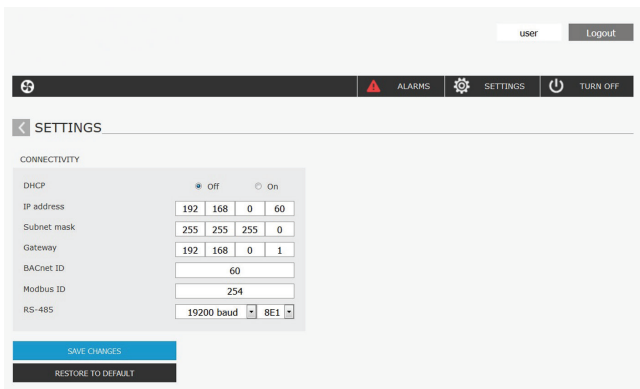 user Logout
ALARMS SETTINGS TURN OFF
SETTINGS
CONNECTIVITY
DHCP Off On
IP address 192 168 0 60
Subnet mask 255 255 255 0
Gateway 192 168 0 1
BACnet ID 60
Modbus ID 254
RS-485 19200 baud 8E1
SAVE CHANGES
RESTORE TO DEFAULT